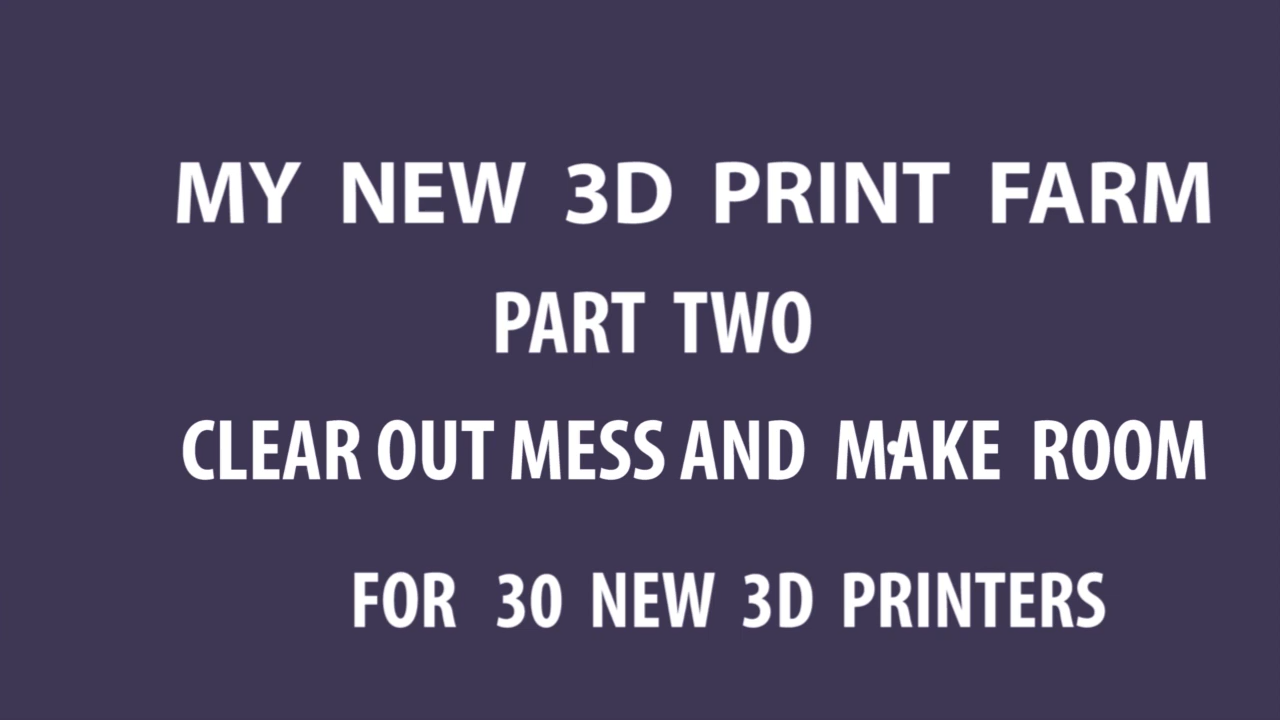 MY NEW 3D PRINT FARM
PART TWO
CLEAR OUT MESS AND MAKE ROOM
FOR 30 NEW 3D PRINTERS